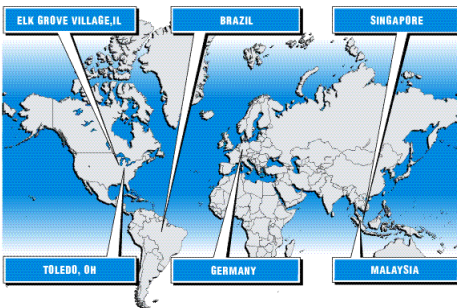 ELK GROVE VILLAGE,IL
BRAZIL
SINGAPORE
TOLEDO, OH
GERMANY
MALAYSIA